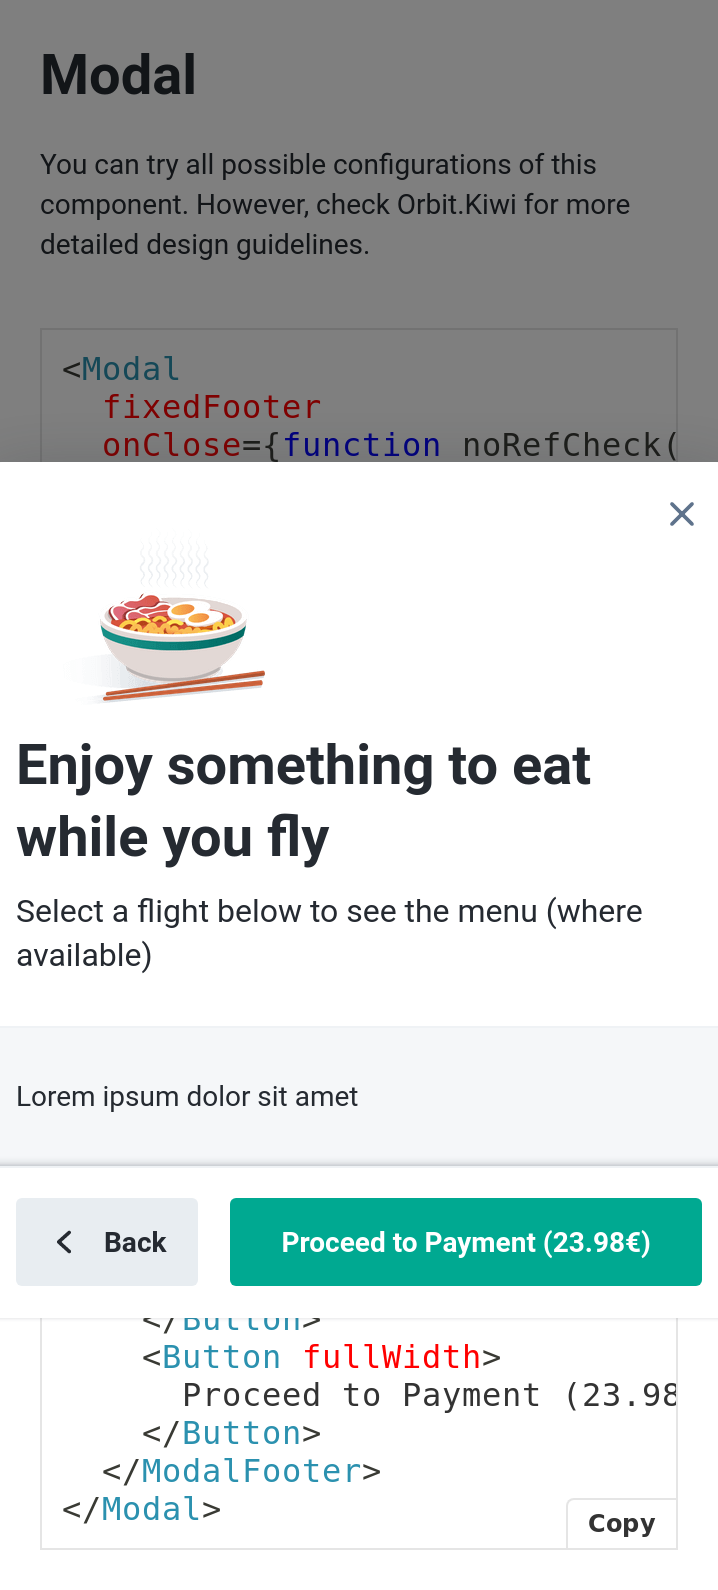 Modal
You can try all possible configurations of this
component. However, check Orbit.Kiwi for more
detailed design guidelines.
<Modal
fixedFooter
onClose={function noRefCheck(
Enjoy something to eat
while you fly
Select a flight below to see the menu (where
available)
Lorem ipsum dolor sit amet
Back
Proceed to Payment (23.98€)
</Button>
<Button fullWidth>
Proceed to Payment (23.98
</Button>
</ModalFooter>
</Modal>
Copy